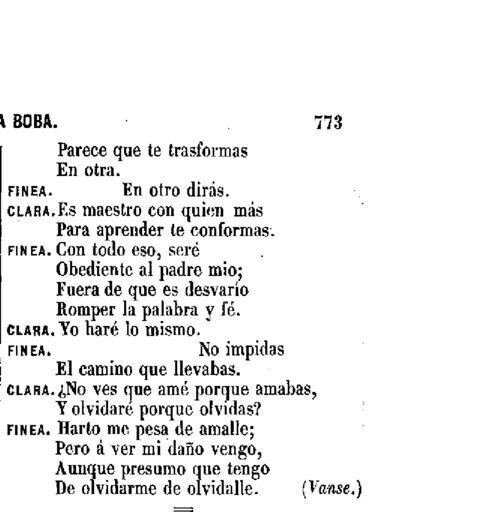 A BOBA. 773
Parece que te trasformas
En otra.
FINEA. En otro dirás.
CLARA. Es maestro con quien más
Para aprender te conformas.
FINEA. Con todo eso, seré
Obediente al padre mio;
Fuera de que es desvarío
Romper la palabra y fé.
CLARA. Yo haré lo mismo.
FINEA. No impidas
El camino que llevabas.
CLARA. ¿No ves que amé porque amabas,
Y olvidaré porque olvidas?
FINEA. Harto me pesa de amalle;
Pero á ver mi daño vengo,
Aunque presumo que tengo
De olvidarme de olvidalle. (Vanse.)